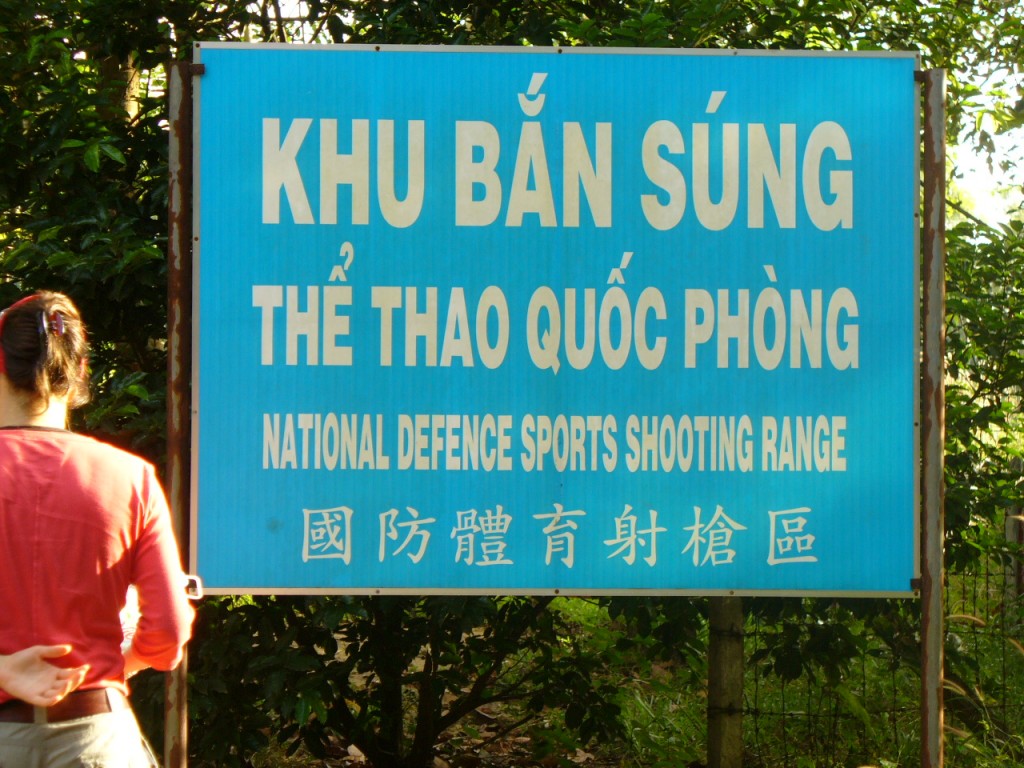 KHU BẮN SÚNG
THỂ THAO QUỐC PHÒNG
NATIONAL DEFENCE SPORTS SHOOTING RANGE
國防體育射槍區